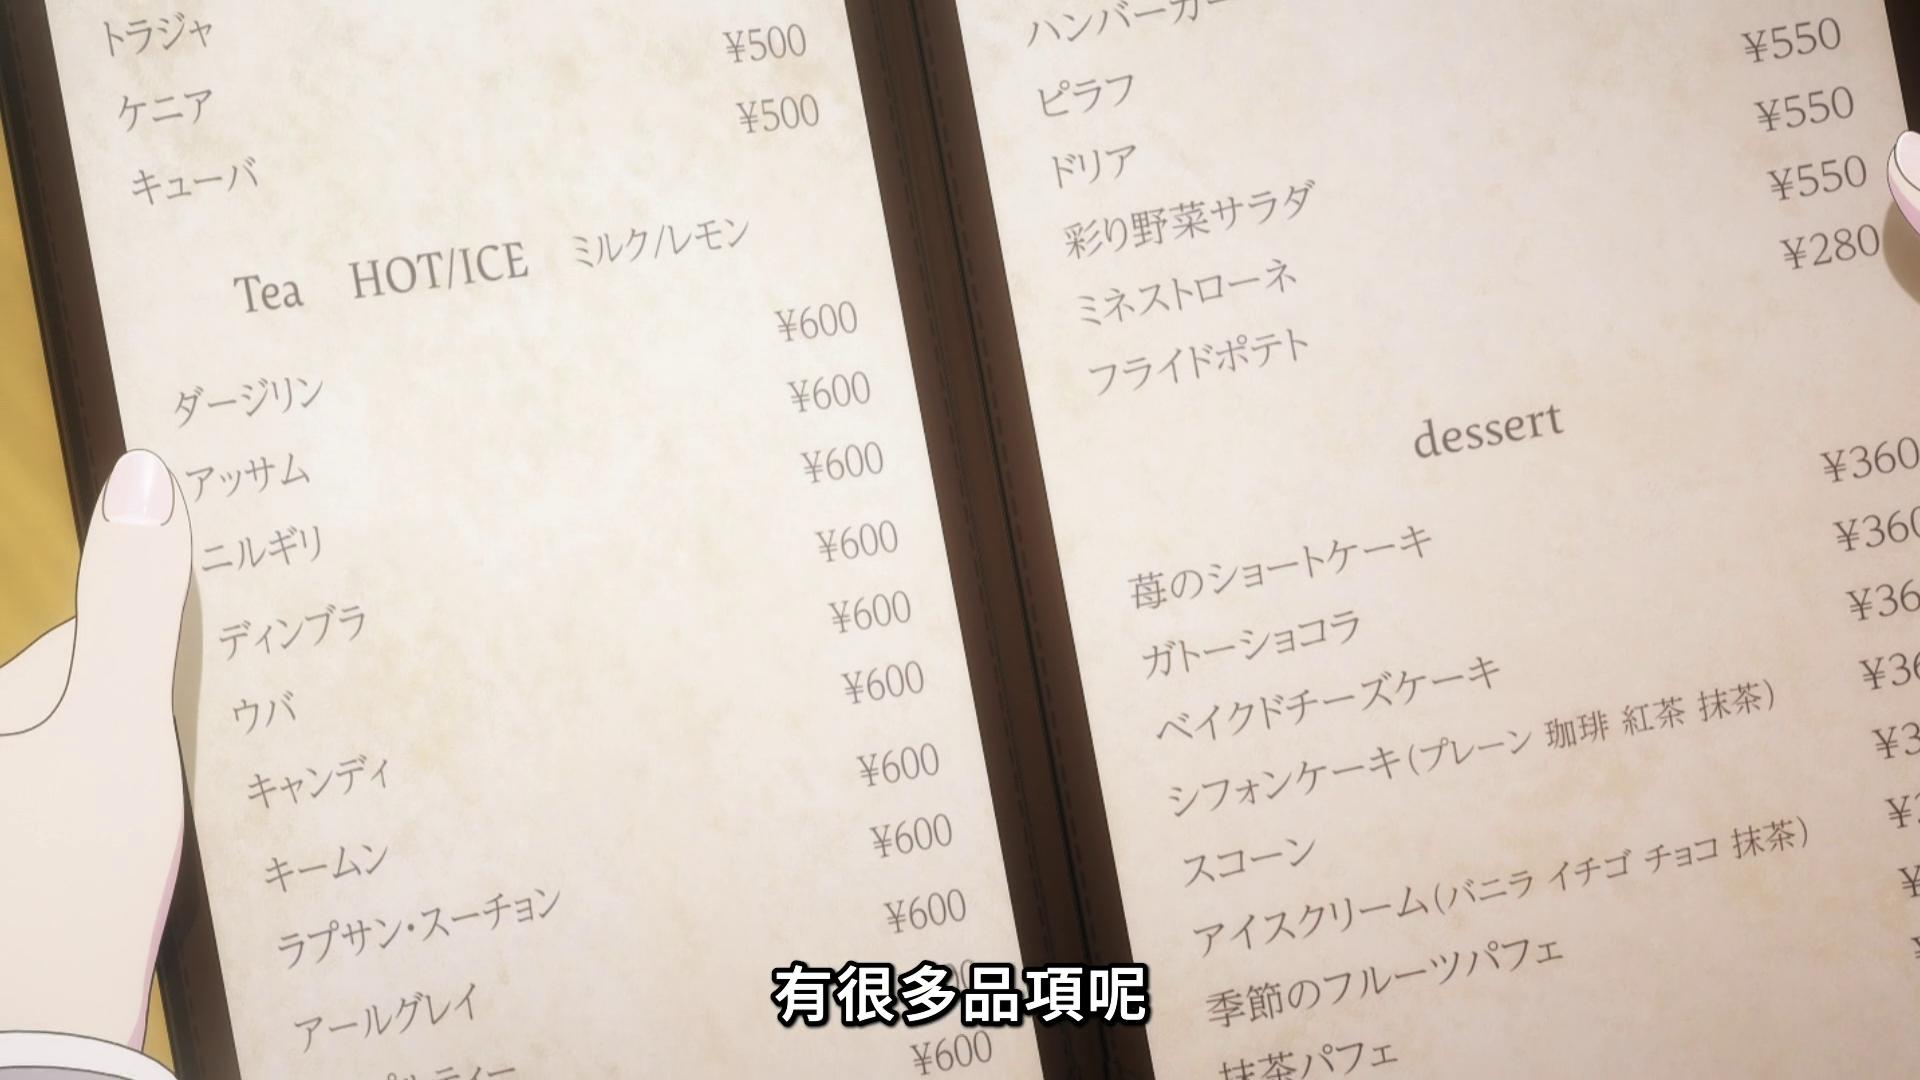 トラジャ ¥500
ケニア ¥500
キューバ
Tea HOT/ICE ミルク/レモン
¥600
ダージリン ¥600
アッサム ¥600
ニルギリ ¥600
ディンブラ ¥600
ウバ ¥600
キャンディ ¥600
キームン ¥600
ラプサン・スーチョン ¥600
アールグレイ
¥600
ハンバーガー ¥550
ピラフ ¥550
ドリア ¥550
彩り野菜サラダ ¥280
ミネストローネ
フライドポテト
dessert
¥360
苺のショートケーキ
ガトーショコラ
ベイクドチーズケーキ
シフォンケーキ(プレーン 珈琲 紅茶 抹茶)
スコーン
アイスクリーム(バニラ イチゴ チョコ 抹茶)
季節のフルーツパフェ
抹茶パフェ
有很多品項呢